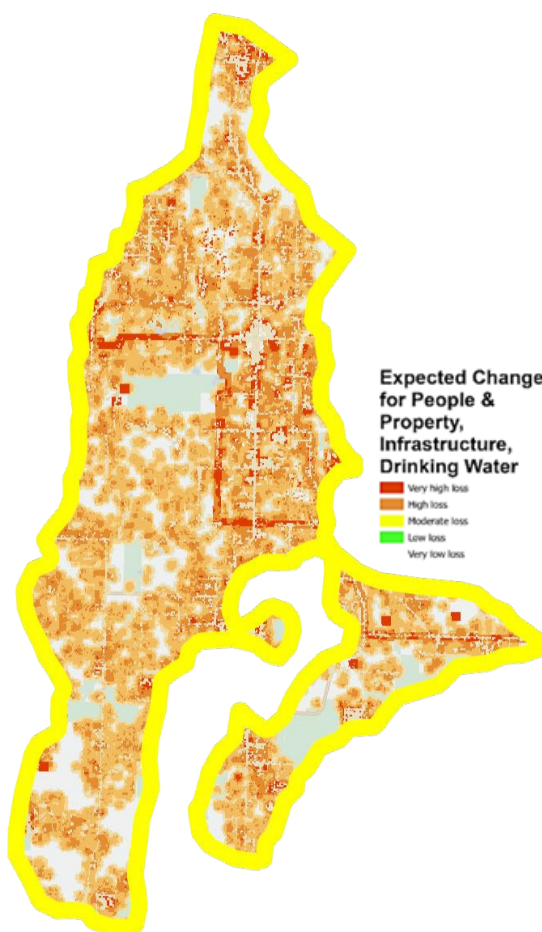 Expected Change
for People &
Property,
Infrastructure,
Drinking Water
Very high loss
High loss
Moderate loss
Low loss
Very low loss